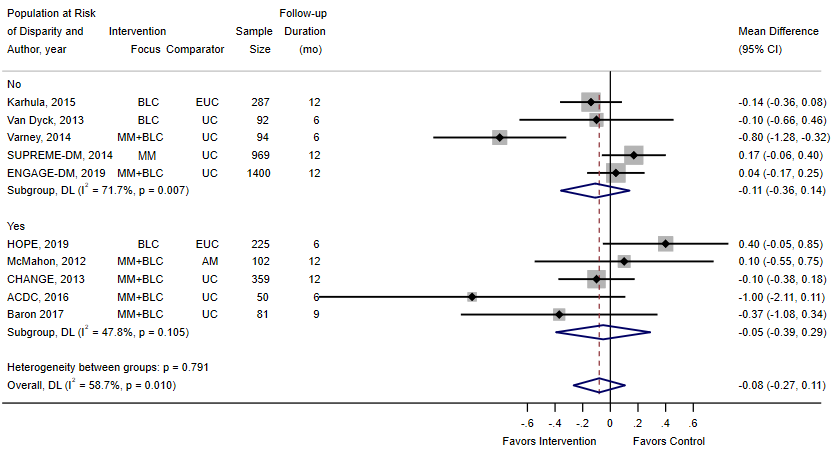 Population at Risk Follow-up
of Disparity and Intervention Sample Duration Mean Difference
Author, year Focus Comparator Size (mo) (95% CI)
No
Karhula, 2015 BLC EUC 287 12 -0.14 (-0.36, 0.08)
Van Dyck, 2013 BLC UC 92 6 -0.10 (-0.66, 0.46)
Varney, 2014 MM+BLC UC 94 6 -0.80 (-1.28, -0.32)
SUPREME-DM, 2014 MM UC 969 12 0.17 (-0.06, 0.40)
ENGAGE-DM, 2019 MM+BLC UC 1400 12 0.04 (-0.17, 0.25)
Subgroup, DL (I² = 71.7%, p = 0.007) -0.11 (-0.36, 0.14)
Yes
HOPE, 2019 BLC EUC 225 6 0.40 (-0.05, 0.85)
McMahon, 2012 MM+BLC AM 102 12 0.10 (-0.55, 0.75)
CHANGE, 2013 MM+BLC UC 359 12 -0.10 (-0.38, 0.18)
ACDC, 2016 MM+BLC UC 50 6 -1.00 (-2.11, 0.11)
Baron 2017 MM+BLC UC 81 9 -0.37 (-1.08, 0.34)
Subgroup, DL (I² = 47.8%, p = 0.105) -0.05 (-0.39, 0.29)
Heterogeneity between groups: p = 0.791
Overall, DL (I² = 58.7%, p = 0.010) -0.08 (-0.27, 0.11)
-.6 -.4 -.2 0 .2 .4 .6
Favors Intervention Favors Control